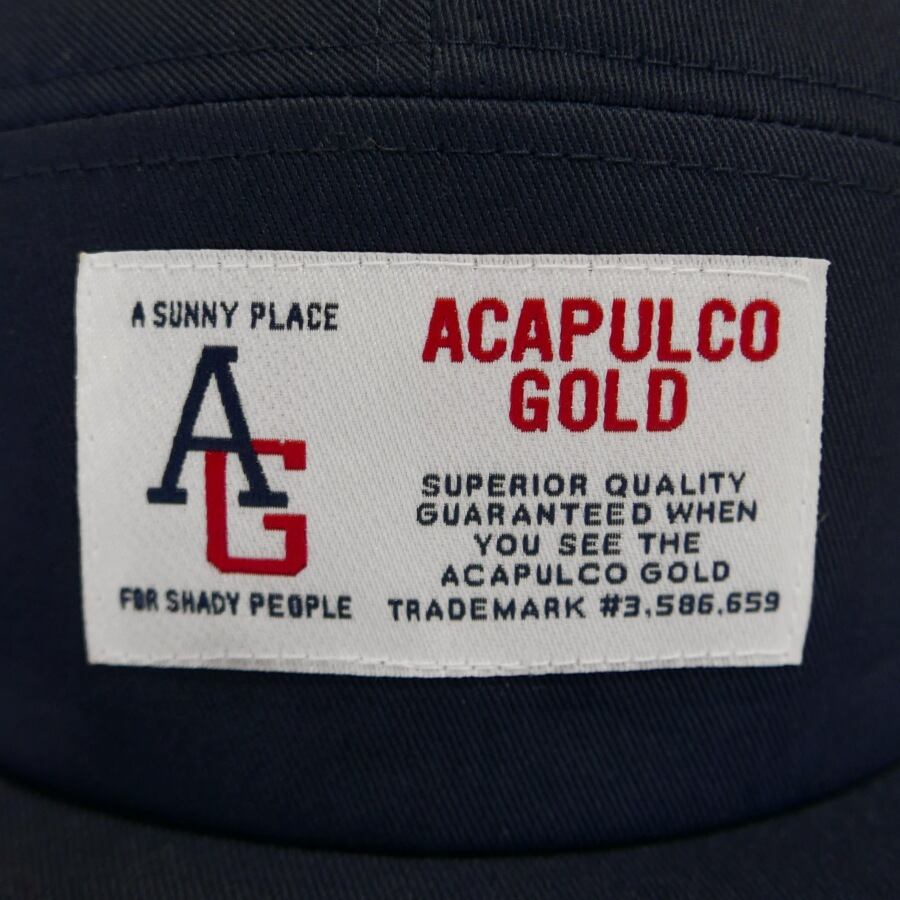 A SUNNY PLACE
AG
FOR SHADY PEOPLE
ACAPULCO
GOLD
SUPERIOR QUALITY
GUARANTEED WHEN
YOU SEE THE
ACAPULCO GOLD
TRADEMARK #3,586,659